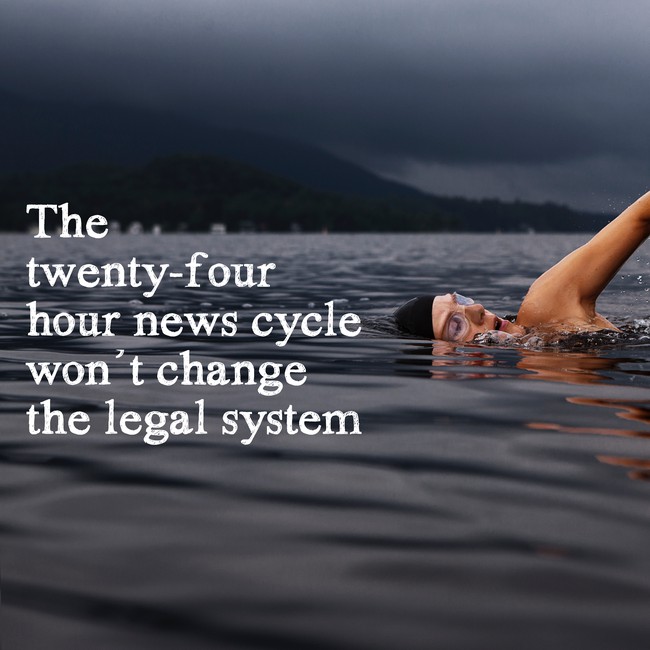 The
twenty-four
hour news cycle
won't change
the legal system